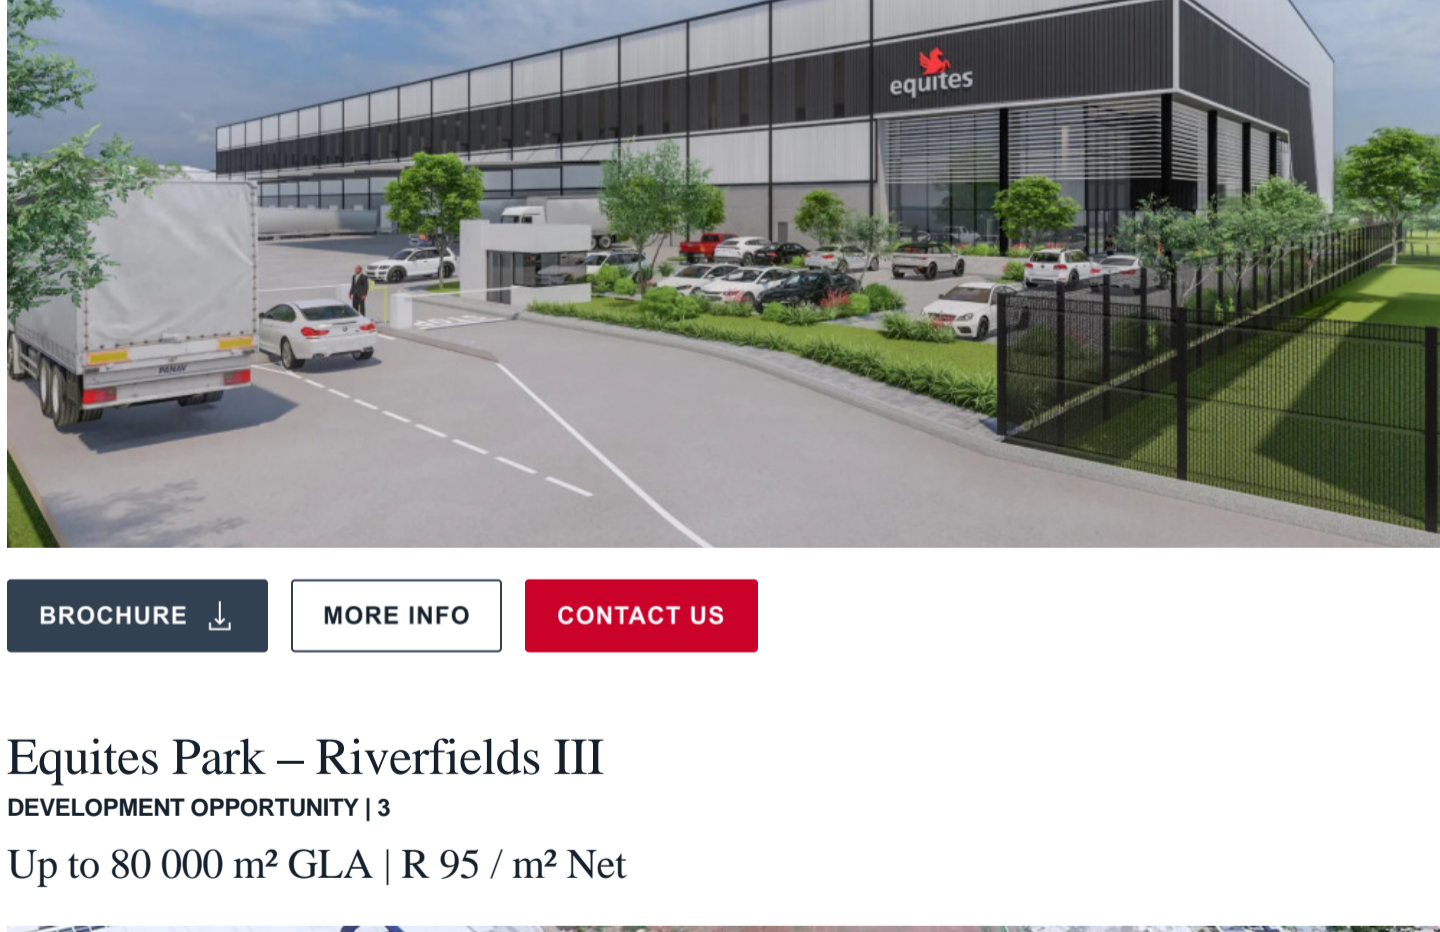 equites
PANAV
BROCHURE
MORE INFO
CONTACT US
Equites Park – Riverfields III
DEVELOPMENT OPPORTUNITY | 3
Up to 80 000 m² GLA | R 95 / m² Net